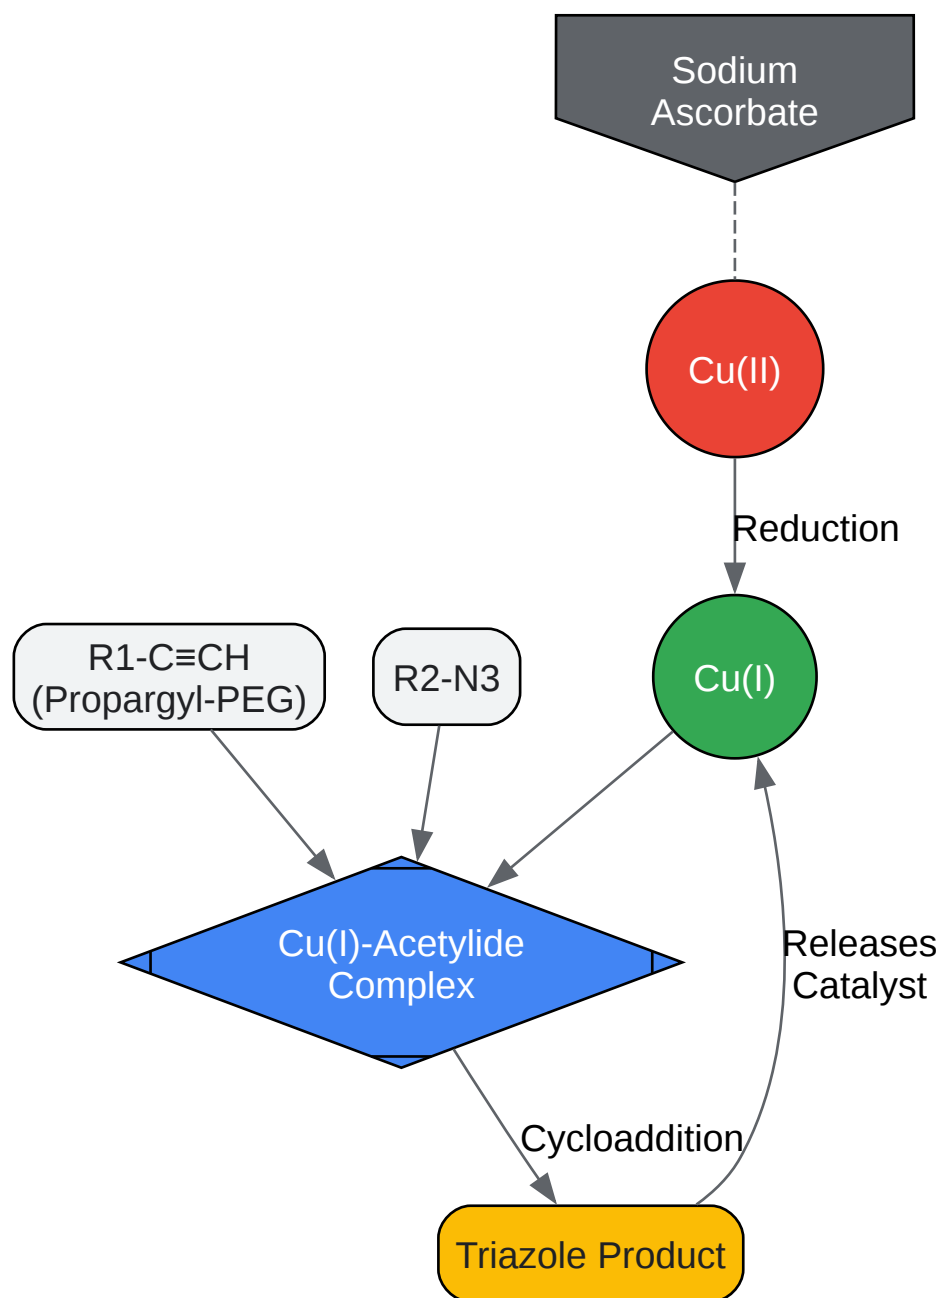 Sodium
Ascorbate
Cu(II)
Reduction
R1-C≡CH
(Propargyl-PEG)
R2-N3
Cu(I)
Cu(I)-Acetylide
Complex
Releases
Catalyst
Cycloaddition
Triazole Product